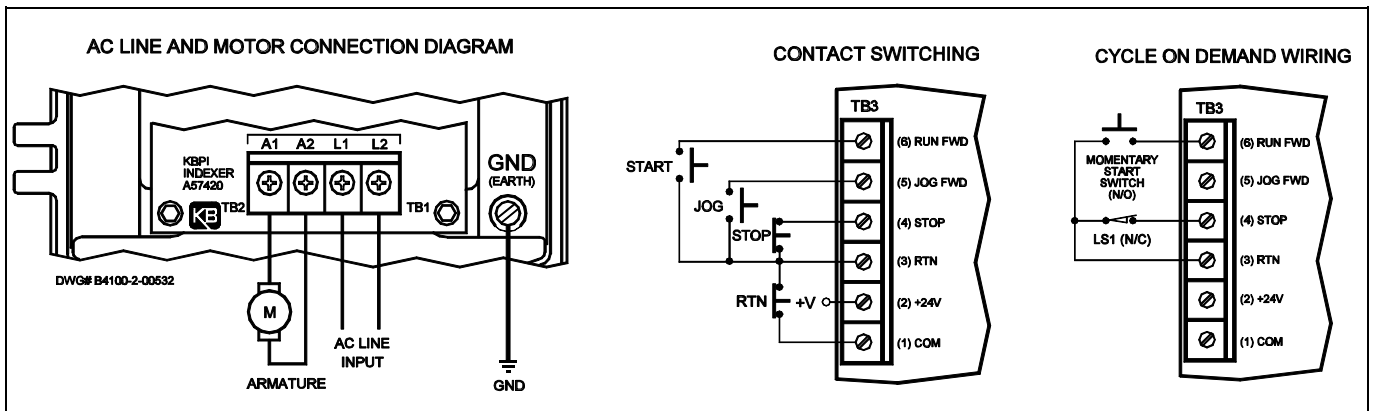 AC LINE AND MOTOR CONNECTION DIAGRAM
A1 A2 L1 L2
KBPI
INDEXER
A57420
KB
TB2
TB1
GND
(EARTH)
DWG# B4100-2-00532
M
AC LINE
INPUT
ARMATURE
GND
CONTACT SWITCHING
TB3
(6) RUN FWD
START
(5) JOG FWD
JOG
(4) STOP
STOP
(3) RTN
RTN
+V
(2) +24V
(1) COM
CYCLE ON DEMAND WIRING
TB3
(6) RUN FWD
MOMENTARY
START
SWITCH
(N/O)
(5) JOG FWD
(4) STOP
LS1 (N/C)
(3) RTN
(2) +24V
(1) COM